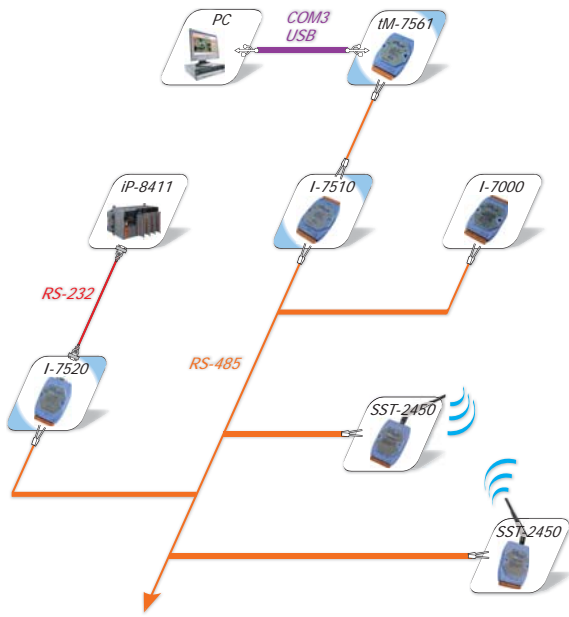 PC
COM3
USB
tM-7561
iP-8411
I-7510
I-7000
RS-232
I-7520
RS-485
SST-2450
SST-2450